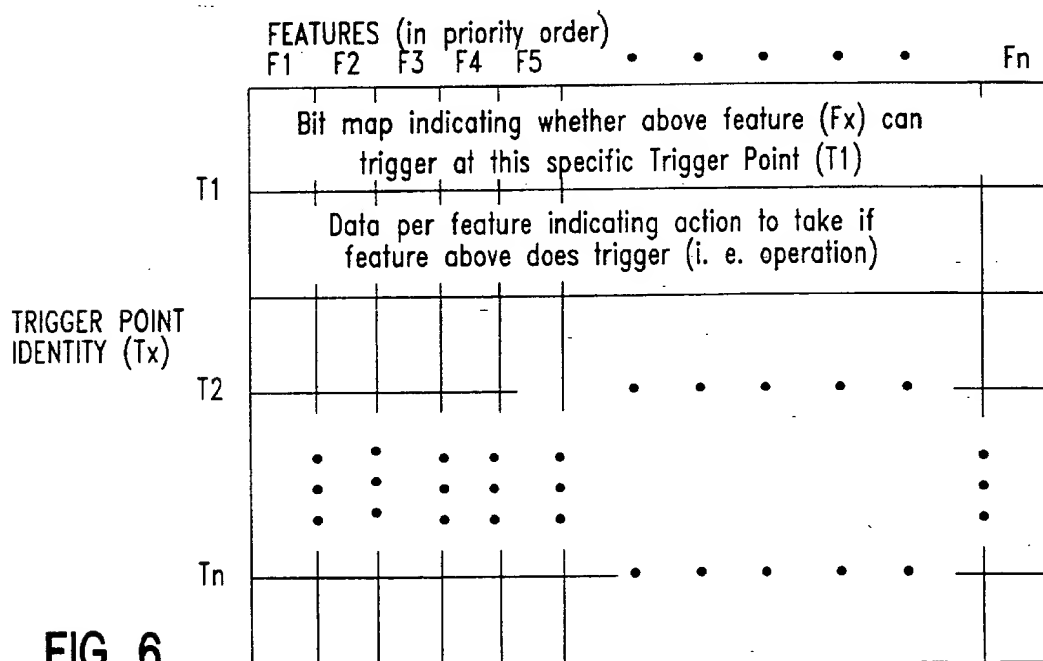 FEATURES (in priority order)
F1 F2 F3 F4 F5 • • • • • Fn
Bit map indicating whether above feature (Fx) can
trigger at this specific Trigger Point (T1)
T1
Data per feature indicating action to take if
feature above does trigger (i. e. operation)
TRIGGER POINT
IDENTITY (Tx)
T2
Tn
FIG. 6